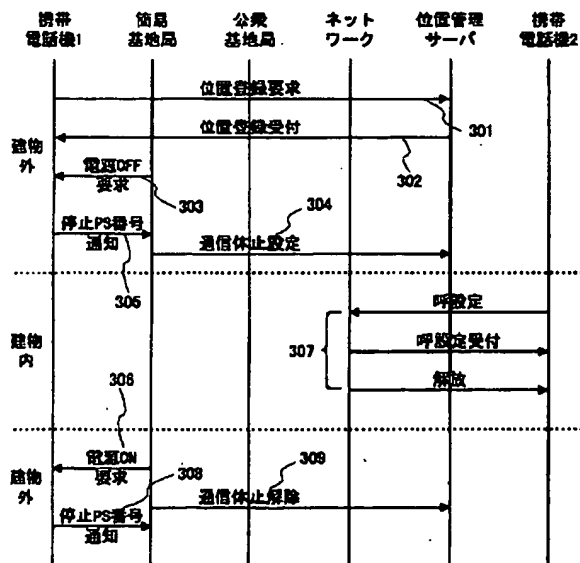 携帯
電話機1
簡易
基地局
公衆
基地局
ネット
ワーク
位置管理
サーバ
携帯
電話機2
位置登録要求
301
位置登録受付
302
建物
外
電源OFF
要求
303
304
停止PS番号
通知
通信休止設定
305
呼設定
建物
内
307
呼設定受付
解放
306
電源ON
要求
建物
外
308
309
通信休止解除
停止PS番号
通知